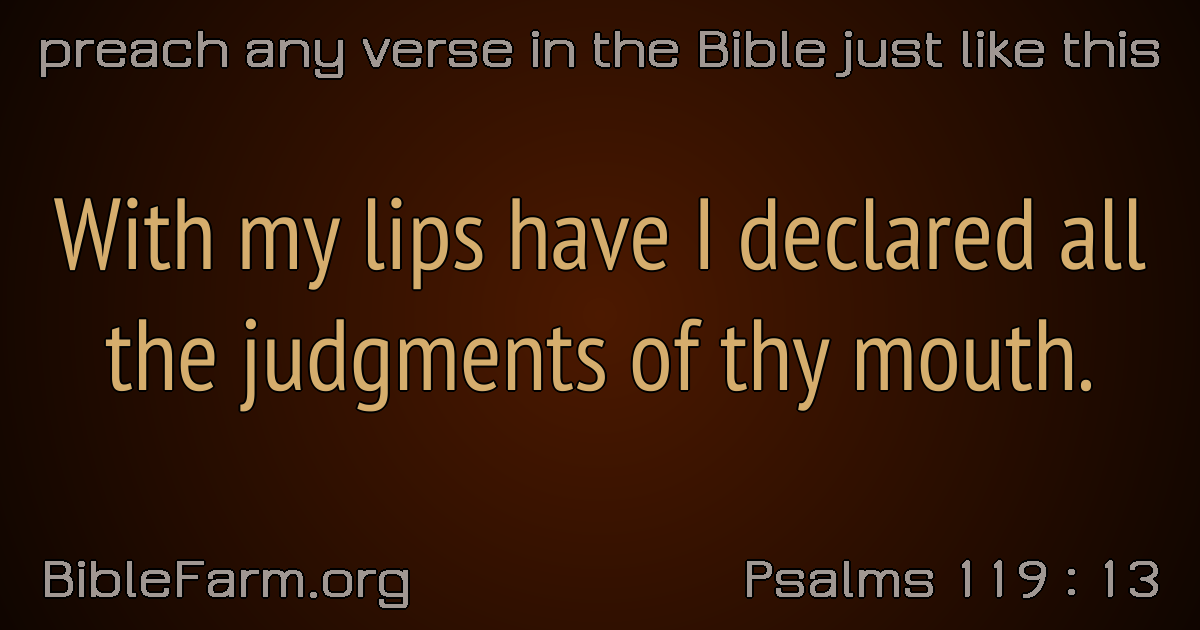 preach any verse in the Bible just like this
With my lips have I declared all
the judgments of thy mouth.
BibleFarm.org
Psalms 119 : 13